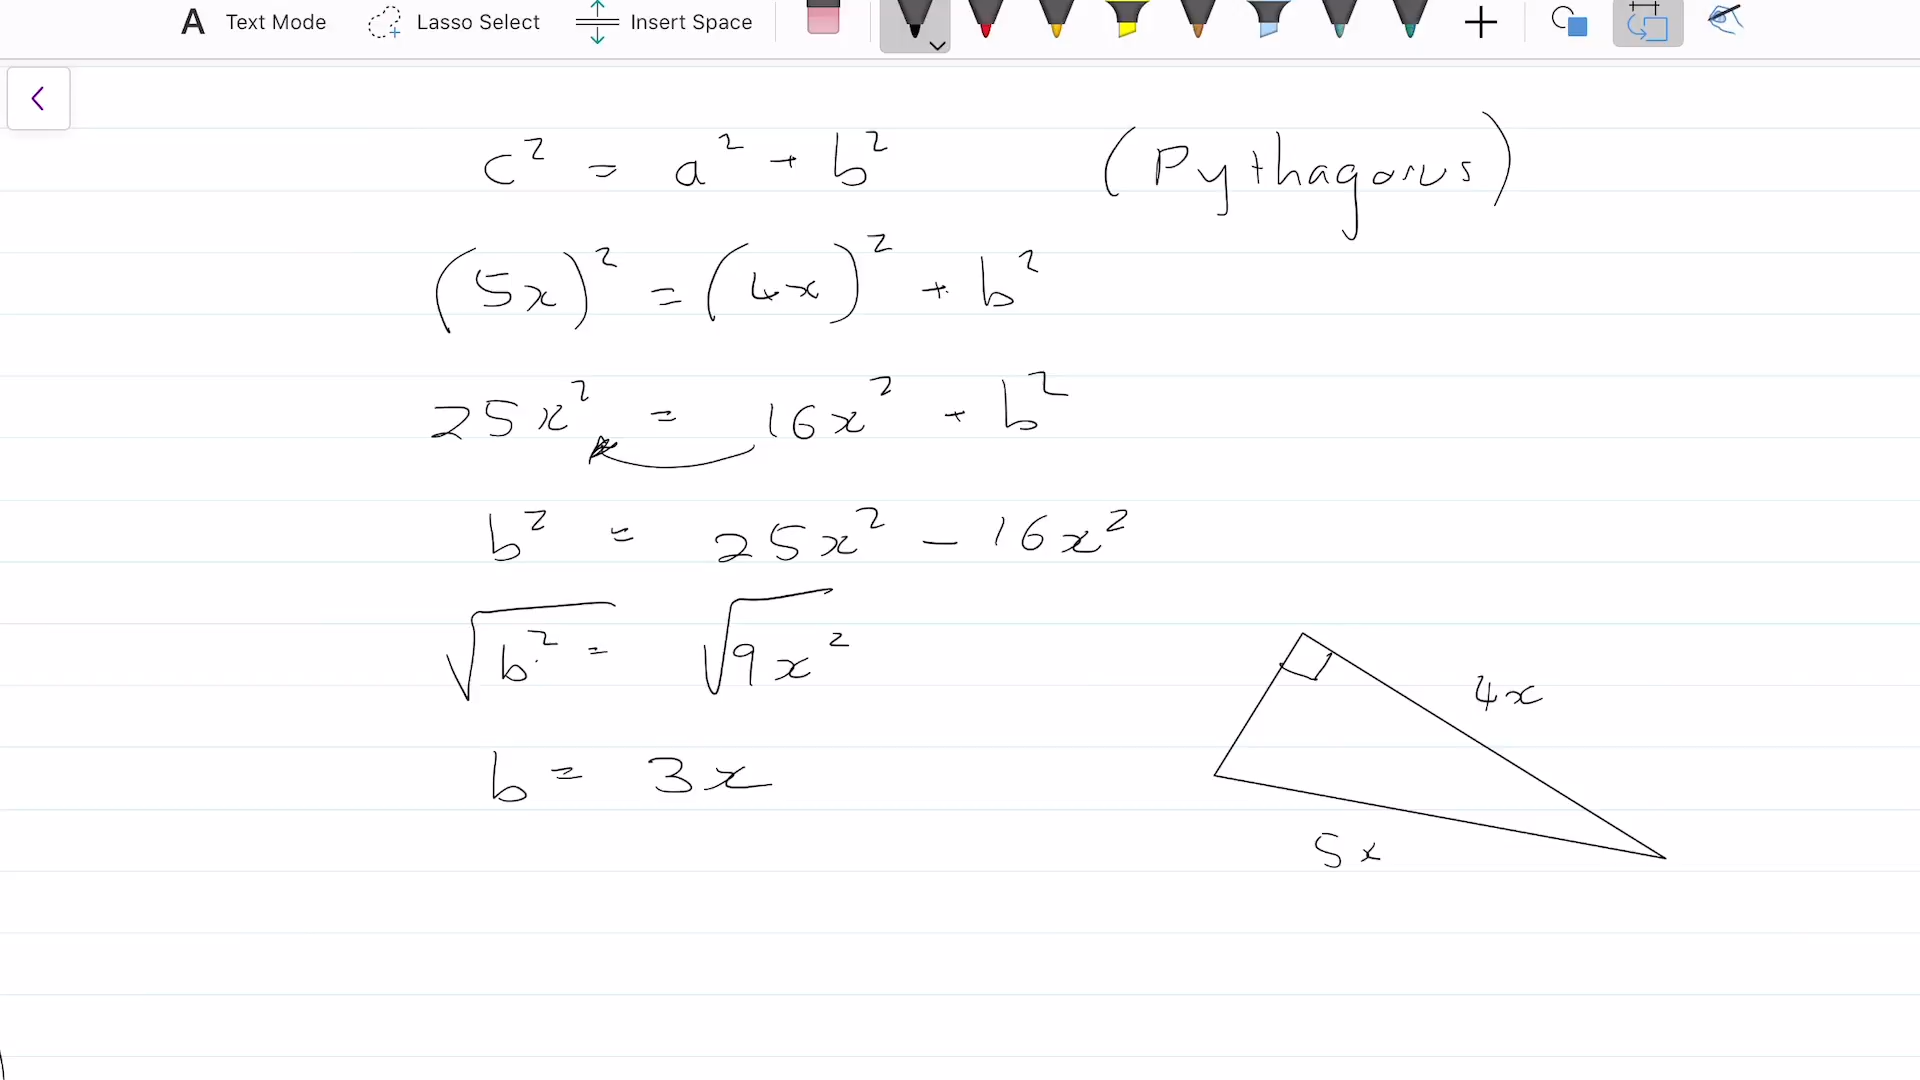 Text Mode Lasso Select Insert Space
c² = a² + b² (Pythagorus)
(5x)² = (4x)² + b²
25x² = 16x² + b²
b² = 25x² - 16x²
√b² = √9x²
4x
b = 3x
5x